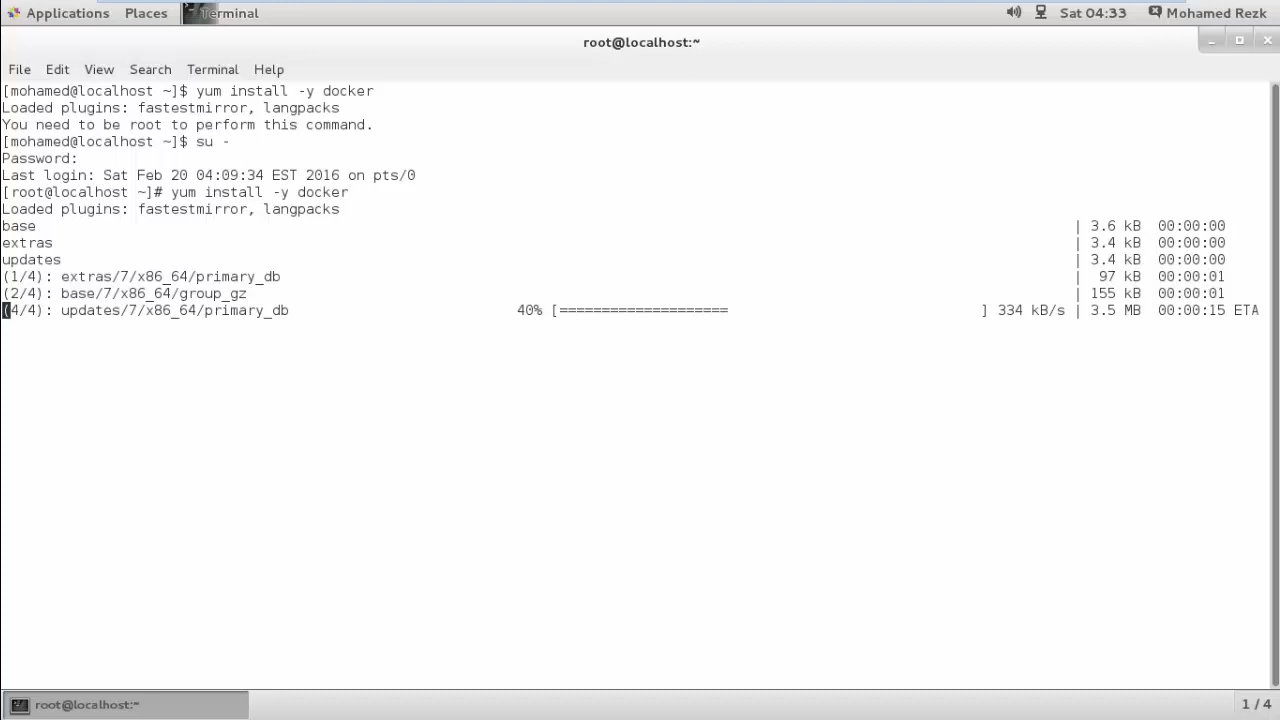 Applications Places Terminal Sat 04:33 Mohamed Rezk
root@localhost:~
File Edit View Search Terminal Help
[mohamed@localhost ~]$ yum install -y docker
Loaded plugins: fastestmirror, langpacks
You need to be root to perform this command.
[mohamed@localhost ~]$ su -
Password:
Last login: Sat Feb 20 04:09:34 EST 2016 on pts/0
[root@localhost ~]# yum install -y docker
Loaded plugins: fastestmirror, langpacks
base | 3.6 kB 00:00:00
extras | 3.4 kB 00:00:00
updates | 3.4 kB 00:00:00
(1/4): extras/7/x86_64/primary_db | 97 kB 00:00:01
(2/4): base/7/x86_64/group_gz | 155 kB 00:00:01
(4/4): updates/7/x86_64/primary_db 40% [==================== ] 334 kB/s | 3.5 MB 00:00:15 ETA
root@localhost:~ 1 / 4